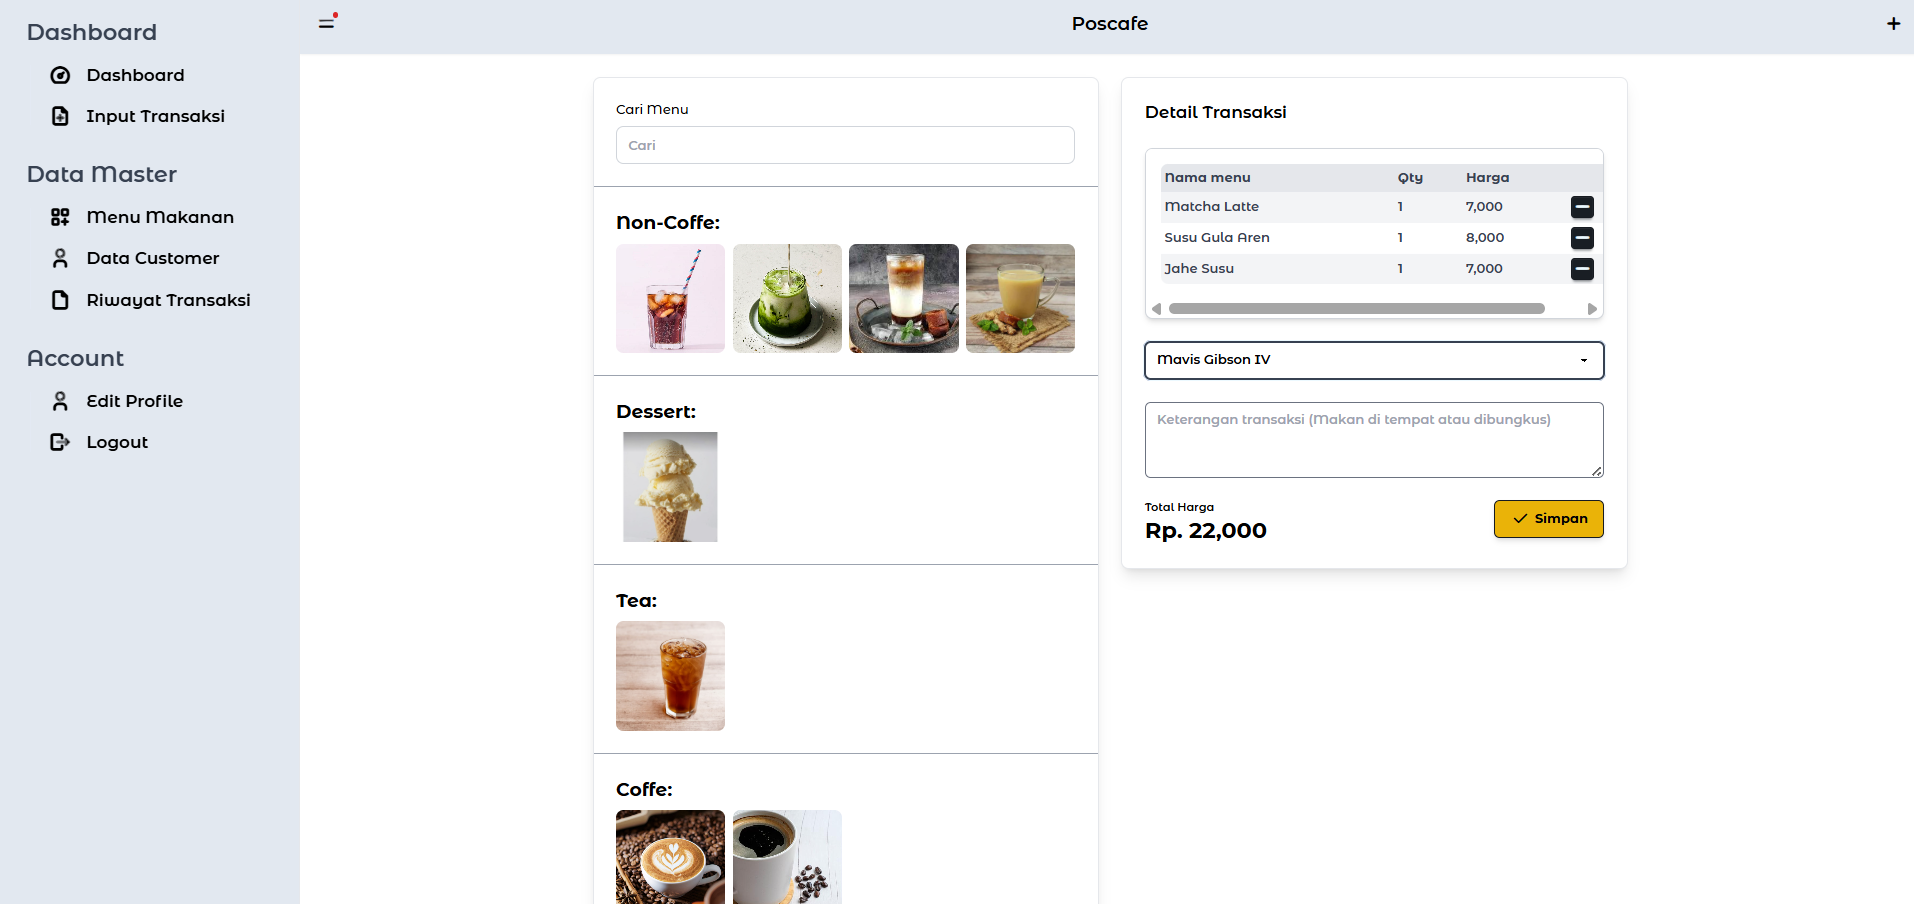 Dashboard
Dashboard
Input Transaksi
Data Master
Menu Makanan
Data Customer
Riwayat Transaksi
Account
Edit Profile
Logout
Poscafe
Cari Menu
Cari
Non-Coffe:
Dessert:
Tea:
Coffe:
Detail Transaksi
Nama menu Qty Harga
Matcha Latte 1 7,000
Susu Gula Aren 1 8,000
Jahe Susu 1 7,000
Mavis Gibson IV
Keterangan transaksi (Makan di tempat atau dibungkus)
Total Harga
Rp. 22,000
Simpan